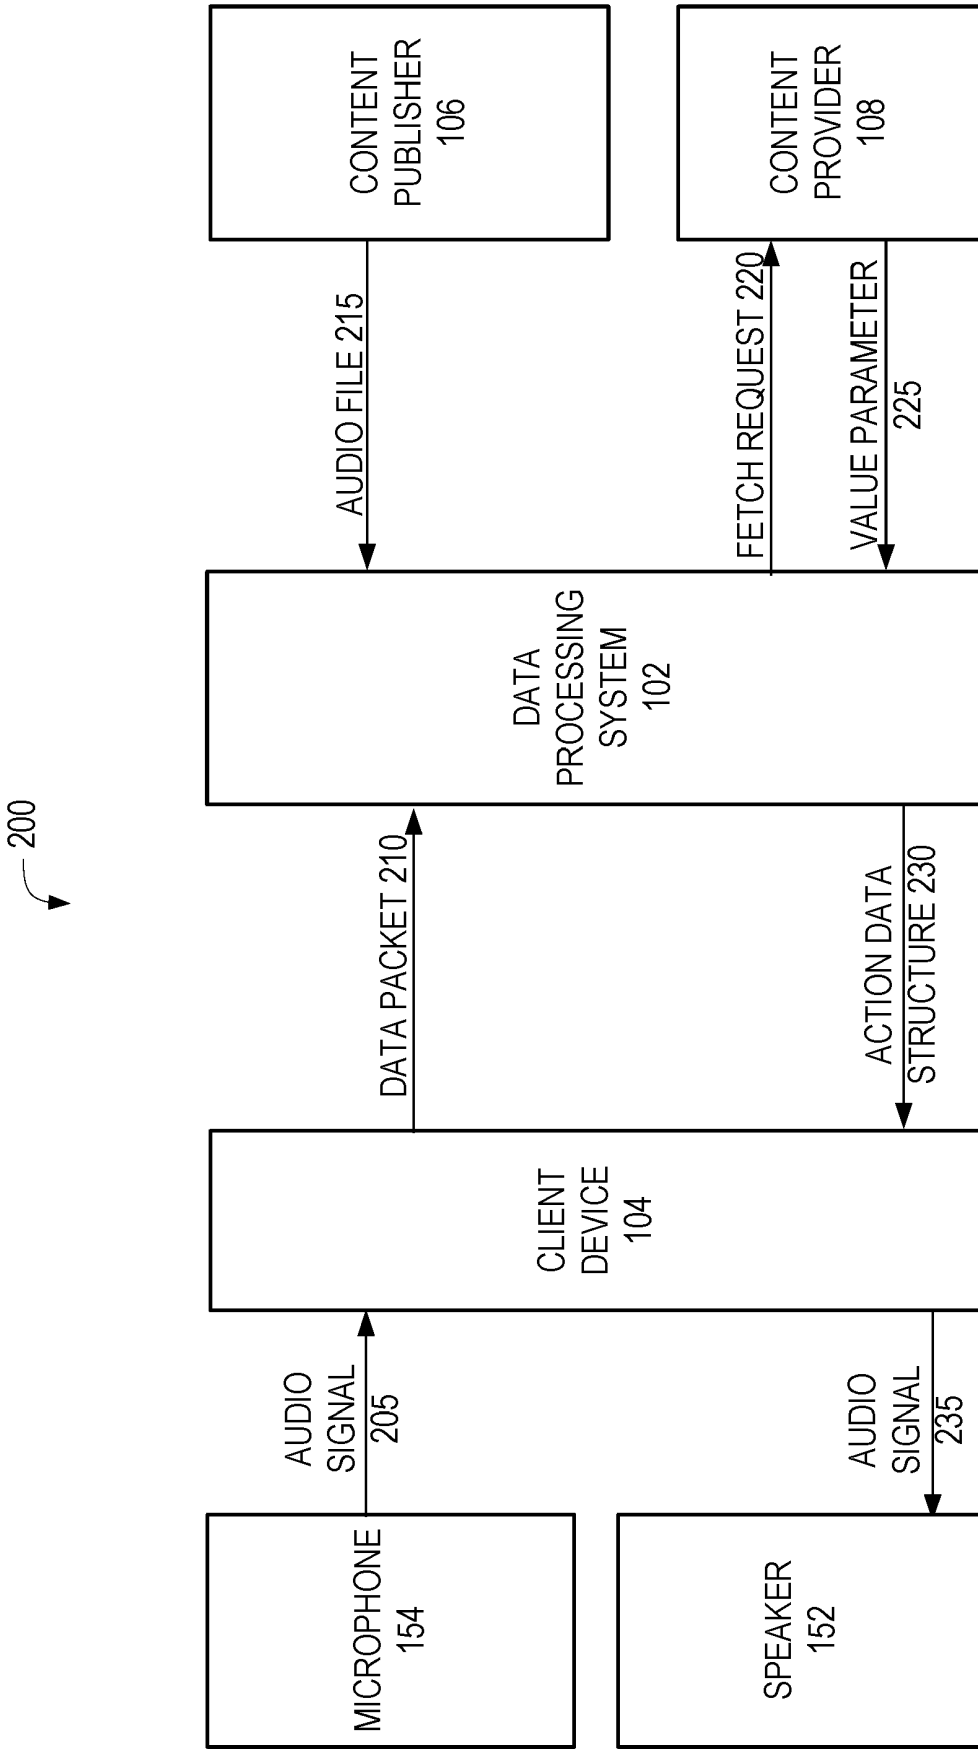 200
MICROPHONE
154
AUDIO
SIGNAL
205
CLIENT
DEVICE
104
DATA PACKET 210
DATA
PROCESSING
SYSTEM
102
AUDIO FILE 215
CONTENT
PUBLISHER
106
FETCH REQUEST 220
CONTENT
PROVIDER
108
VALUE PARAMETER
225
ACTION DATA
STRUCTURE 230
AUDIO
SIGNAL
235
SPEAKER
152